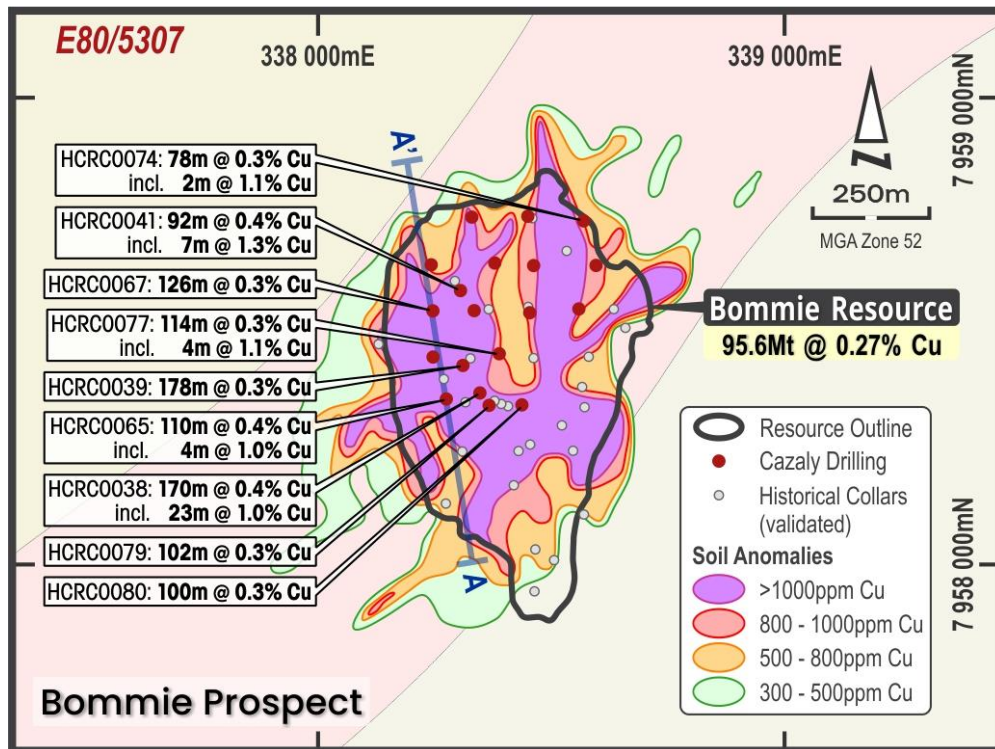 E80/5307
338 000mE
339 000mE
7 959 000mN
7 958 000mN
A'
A
HCRC0074: 78m @ 0.3% Cu
incl. 2m @ 1.1% Cu
HCRC0041: 92m @ 0.4% Cu
incl. 7m @ 1.3% Cu
HCRC0067: 126m @ 0.3% Cu
HCRC0077: 114m @ 0.3% Cu
incl. 4m @ 1.1% Cu
HCRC0039: 178m @ 0.3% Cu
HCRC0065: 110m @ 0.4% Cu
incl. 4m @ 1.0% Cu
HCRC0038: 170m @ 0.4% Cu
incl. 23m @ 1.0% Cu
HCRC0079: 102m @ 0.3% Cu
HCRC0080: 100m @ 0.3% Cu
N
250m
MGA Zone 52
Bommie Resource
95.6Mt @ 0.27% Cu
Resource Outline
Cazaly Drilling
Historical Collars
(validated)
Soil Anomalies
>1000ppm Cu
800 - 1000ppm Cu
500 - 800ppm Cu
300 - 500ppm Cu
Bommie Prospect